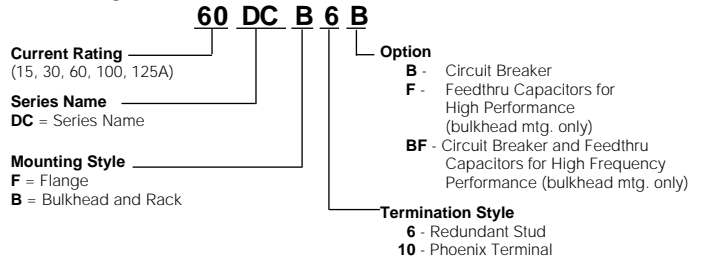 60 DC B 6 B
Current Rating
(15, 30, 60, 100, 125A)
Series Name
DC = Series Name
Mounting Style
F = Flange
B = Bulkhead and Rack
Option
B - Circuit Breaker
F - Feedthru Capacitors for
High Performance
(bulkhead mtg. only)
BF - Circuit Breaker and Feedthru
Capacitors for High Frequency
Performance (bulkhead mtg. only)
Termination Style
6 - Redundant Stud
10 - Phoenix Terminal